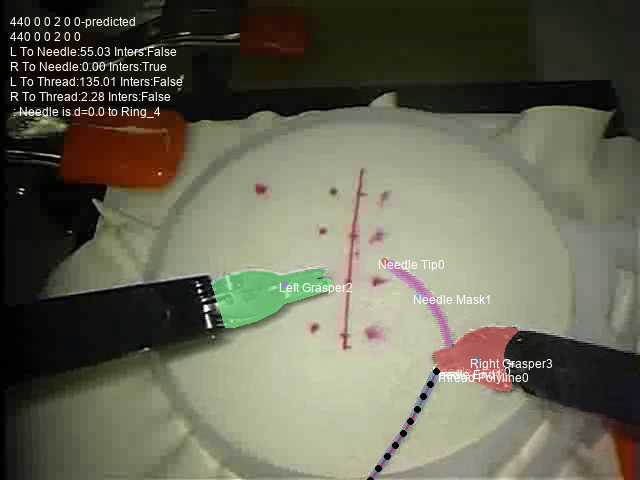 440 0 0 2 0 0-predicted
440 0 0 2 0 0
L To Needle:55.03 Inters:False
R To Needle:0.00 Inters:True
L To Thread:135.01 Inters:False
R To Thread:2.28 Inters:False
: Needle is d=0.0 to Ring_4
Needle Tip0
Left Grasper2
Needle Mask1
Right Grasper3
Thread Polyline0